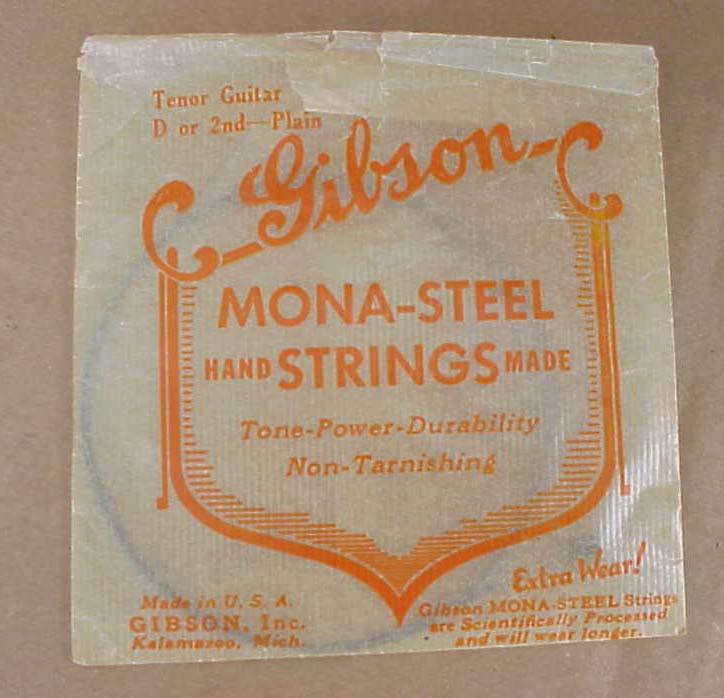 Tenor Guitar
D or 2nd—Plain
Gibson
MONA-STEEL
HAND STRINGS MADE
Tone-Power-Durability
Non-Tarnishing
Extra Wear!
Made in U. S. A.
GIBSON, Inc.
Kalamazoo, Mich.
Gibson MONA-STEEL Strings
are Scientifically Processed
and will wear longer.